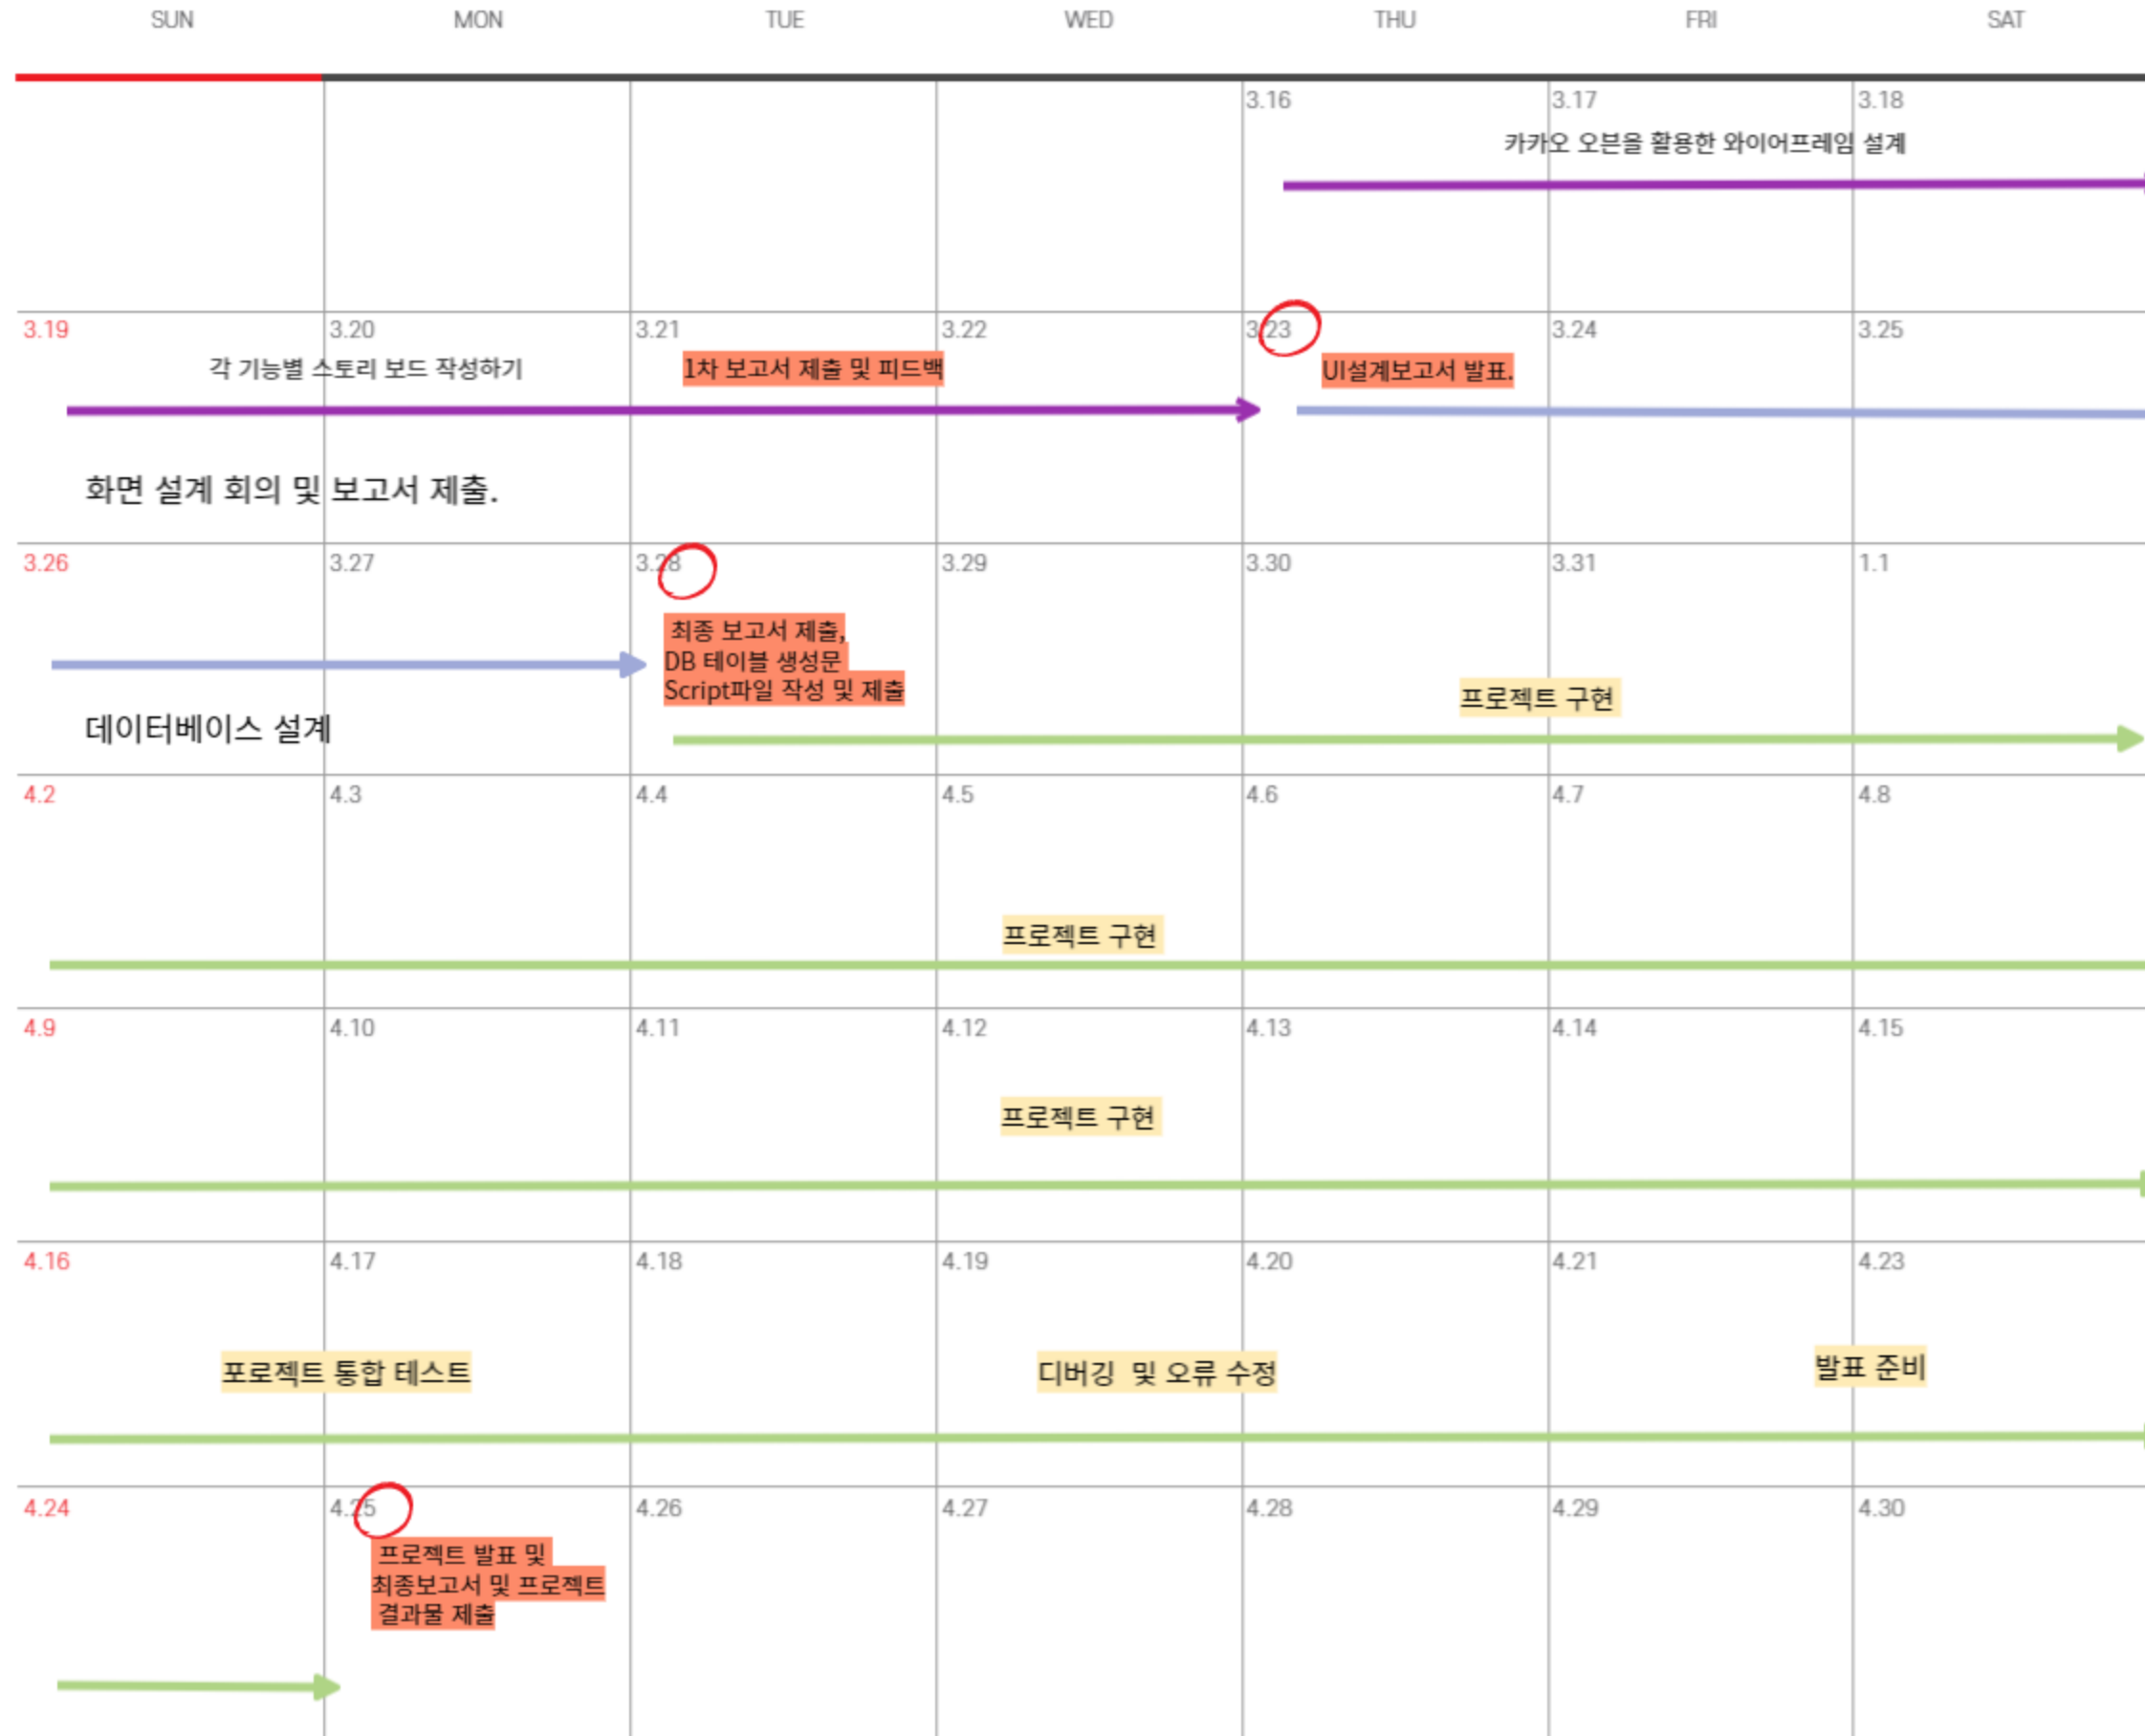 SUN MON TUE WED THU FRI SAT
3.16 3.17 3.18
카카오 오븐을 활용한 와이어프레임 설계
3.19 3.20 3.21 3.22 3.23 3.24 3.25
각 기능별 스토리 보드 작성하기
1차 보고서 제출 및 피드백
UI설계보고서 발표.
화면 설계 회의 및 보고서 제출.
3.26 3.27 3.28 3.29 3.30 3.31 1.1
최종 보고서 제출,
DB 테이블 생성문
Script파일 작성 및 제출
프로젝트 구현
데이터베이스 설계
4.2 4.3 4.4 4.5 4.6 4.7 4.8
프로젝트 구현
4.9 4.10 4.11 4.12 4.13 4.14 4.15
프로젝트 구현
4.16 4.17 4.18 4.19 4.20 4.21 4.23
포로젝트 통합 테스트
디버깅 및 오류 수정
발표 준비
4.24 4.25 4.26 4.27 4.28 4.29 4.30
프로젝트 발표 및
최종보고서 및 프로젝트
결과물 제출